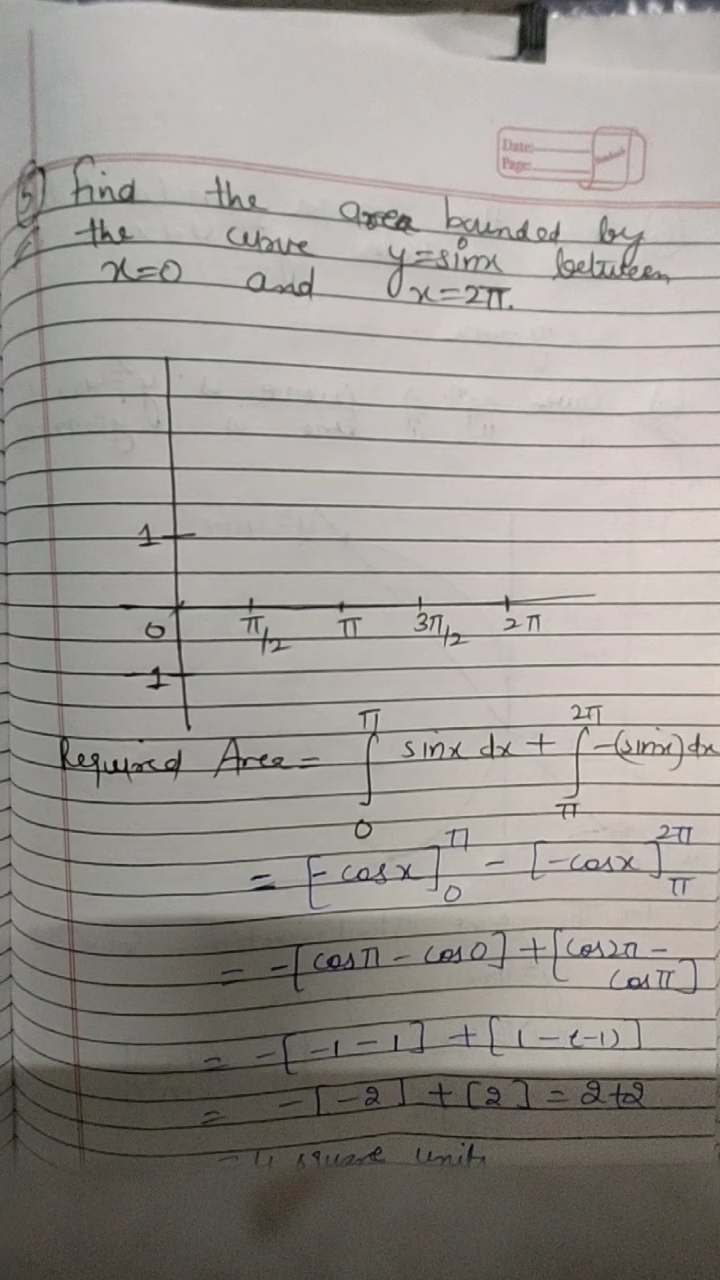 Date:
Page:
(5) find the area bounded by
the curve y=sinx between
x=0 and x=2π.
1
0 π/2 π 3π/2 2π
-1
Required Area = ∫₀^π sinx dx + ∫_π^2π -(sinx) dx
= [-cosx]₀^π - [-cosx]_π^2π
= -[cosπ - cos0] + [cos2π - cosπ]
= -[-1-1] + [1-(-1)]
= -[-2] + [2] = 2+2
= 4 square units